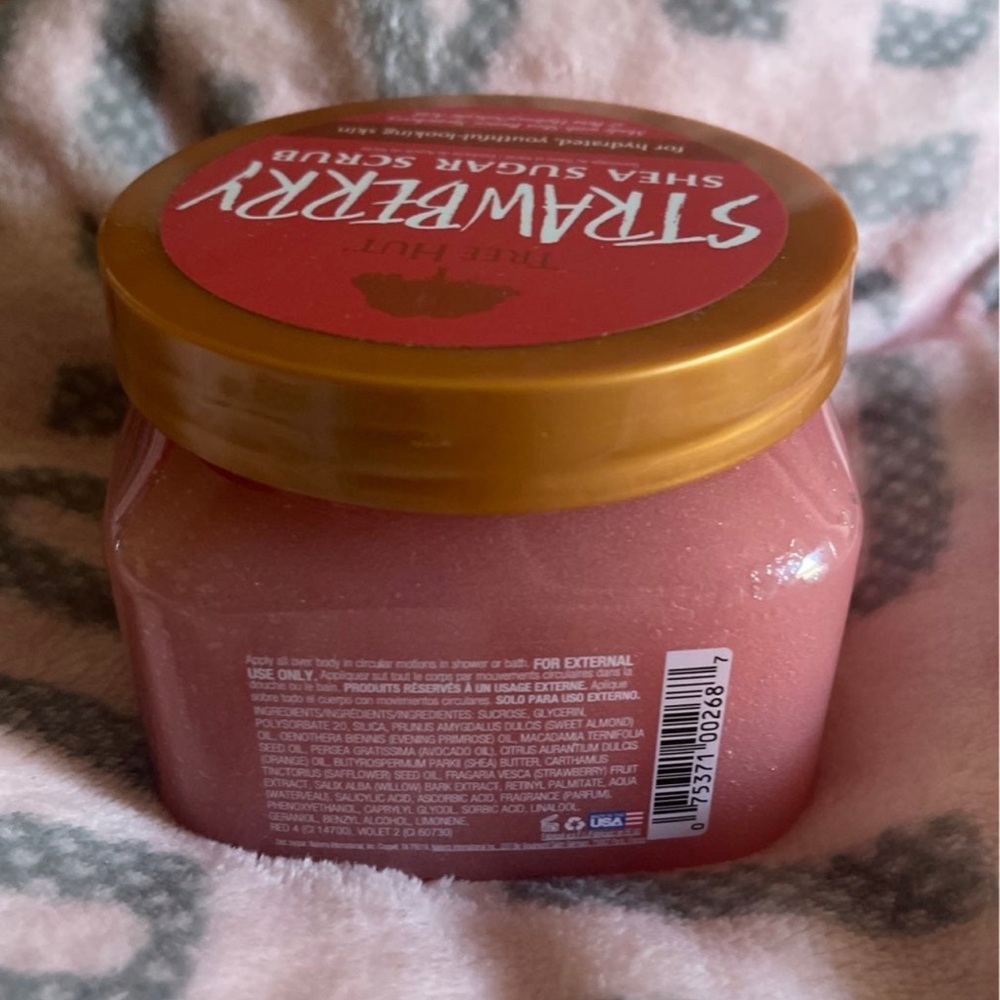 TREE HUT
STRAWBERRY
SHEA SUGAR SCRUB
for hydrated, youthful-looking skin
Apply all over body in circular motions in shower or bath. FOR EXTERNAL
USE ONLY. Appliquez sut tout le corps par mouvements circulaires dans la
douche ou le bain. PRODUITS RÉSERVÉS À UN USAGE EXTERNE. Aplique
sobre todo el cuerpo con movimentos circulares. SOLO PARA USO EXTERNO.
INGREDIENTS/INGRÉDIENTS/INGREDIENTES: SUCROSE, GLYCERIN,
POLYSORBATE 20, SILICA, PRUNUS AMYGDALUS DULCIS (SWEET ALMOND)
OIL, OENOTHERA BIENNIS (EVENING PRIMROSE) OIL, MACADAMIA TERNIFOLIA
SEED OIL, PERSEA GRATISSIMA (AVOCADO OIL), CITRUS AURANTIUM DULCIS
(ORANGE) OIL, BUTYROSPERMUM PARKII (SHEA) BUTTER, CARTHAMUS
TINCTORIUS (SAFFLOWER) SEED OIL, FRAGARIA VESCA (STRAWBERRY) FRUIT
EXTRACT, SALIX ALBA (WILLOW) BARK EXTRACT, RETINYL PALMITATE, AQUA
(WATER/EAU), SALICYLIC ACID, ASCORBIC ACID, FRAGRANCE (PARFUM),
PHENOXYETHANOL, CAPRYLYL GLYCOL, SORBIC ACID, LINALOOL,
GERANIOL, BENZYL ALCOHOL, LIMONENE,
RED 4 (CI 14700), VIOLET 2 (CI 60730)
USA
0 75371 00268 7